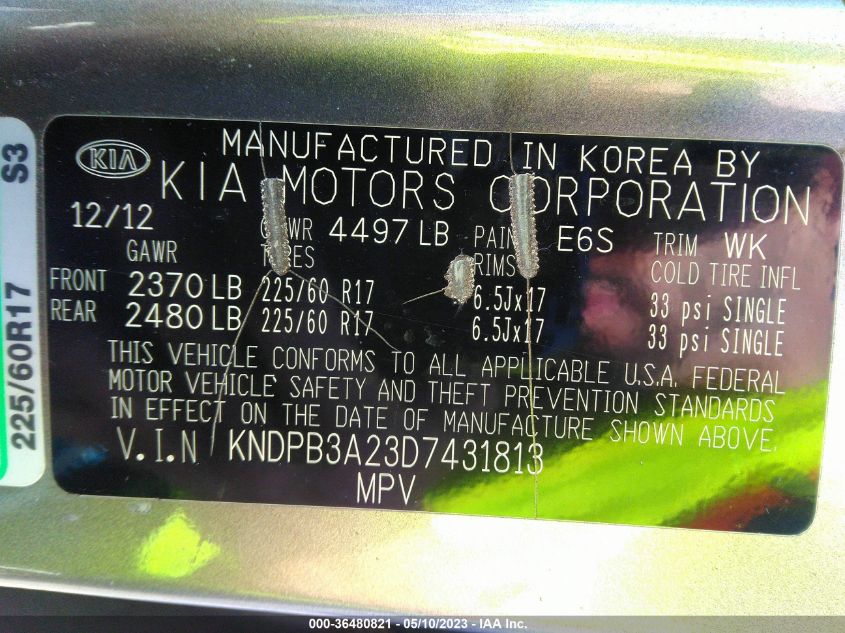 MANUFACTURED IN KOREA BY
KIA KIA MOTORS CORPORATION
12/12 4497 LB E6S TRIM WK
GAWR RIMS COLD TIRE INFL
FRONT 2370 LB 225/60 R17 6.5Jx17 33 psi SINGLE
REAR 2480 LB 225/60 R17 6.5Jx17 33 psi SINGLE
THIS VEHICLE CONFORMS TO ALL APPLICABLE U.S.A. FEDERAL
MOTOR VEHICLE SAFETY AND THEFT PREVENTION STANDARDS
IN EFFECT ON THE DATE OF MANUFACTURE SHOWN ABOVE.
V.I.N KNDPB3A23D7431813
MPV
225/60R17 S3
000-36480821 - 05/10/2023 - IAA Inc.